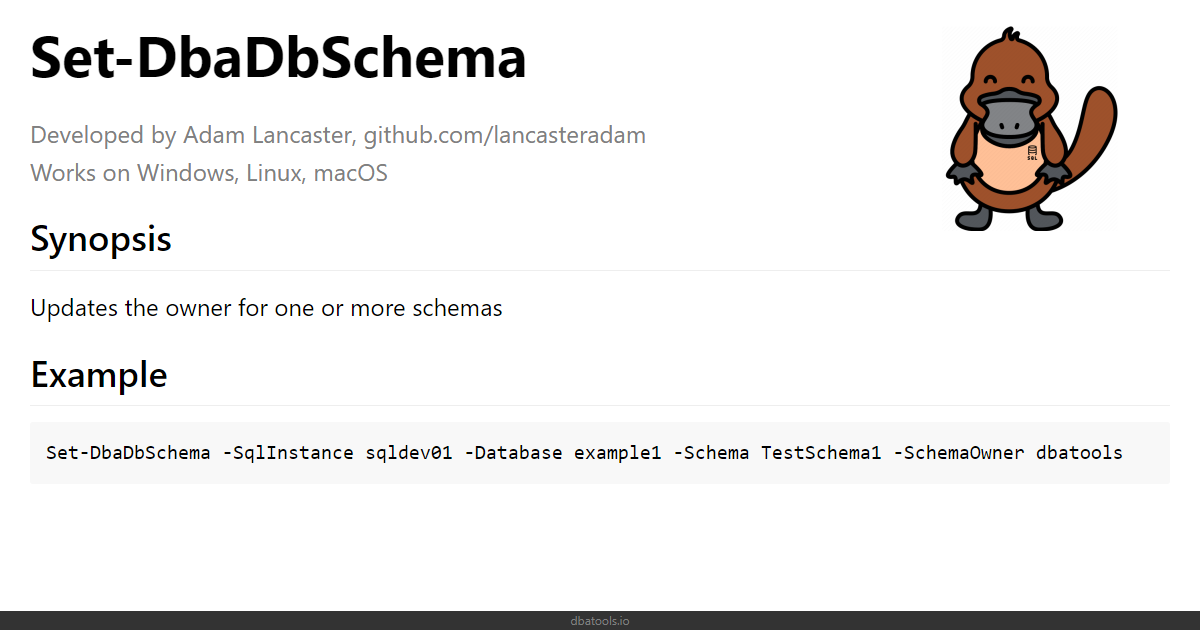 Set-DbaDbSchema
Developed by Adam Lancaster, github.com/lancasteradam
Works on Windows, Linux, macOS
SQL
Synopsis
Updates the owner for one or more schemas
Example
Set-DbaDbSchema -SqlInstance sqldev01 -Database example1 -Schema TestSchema1 -SchemaOwner dbatools
dbatools.io